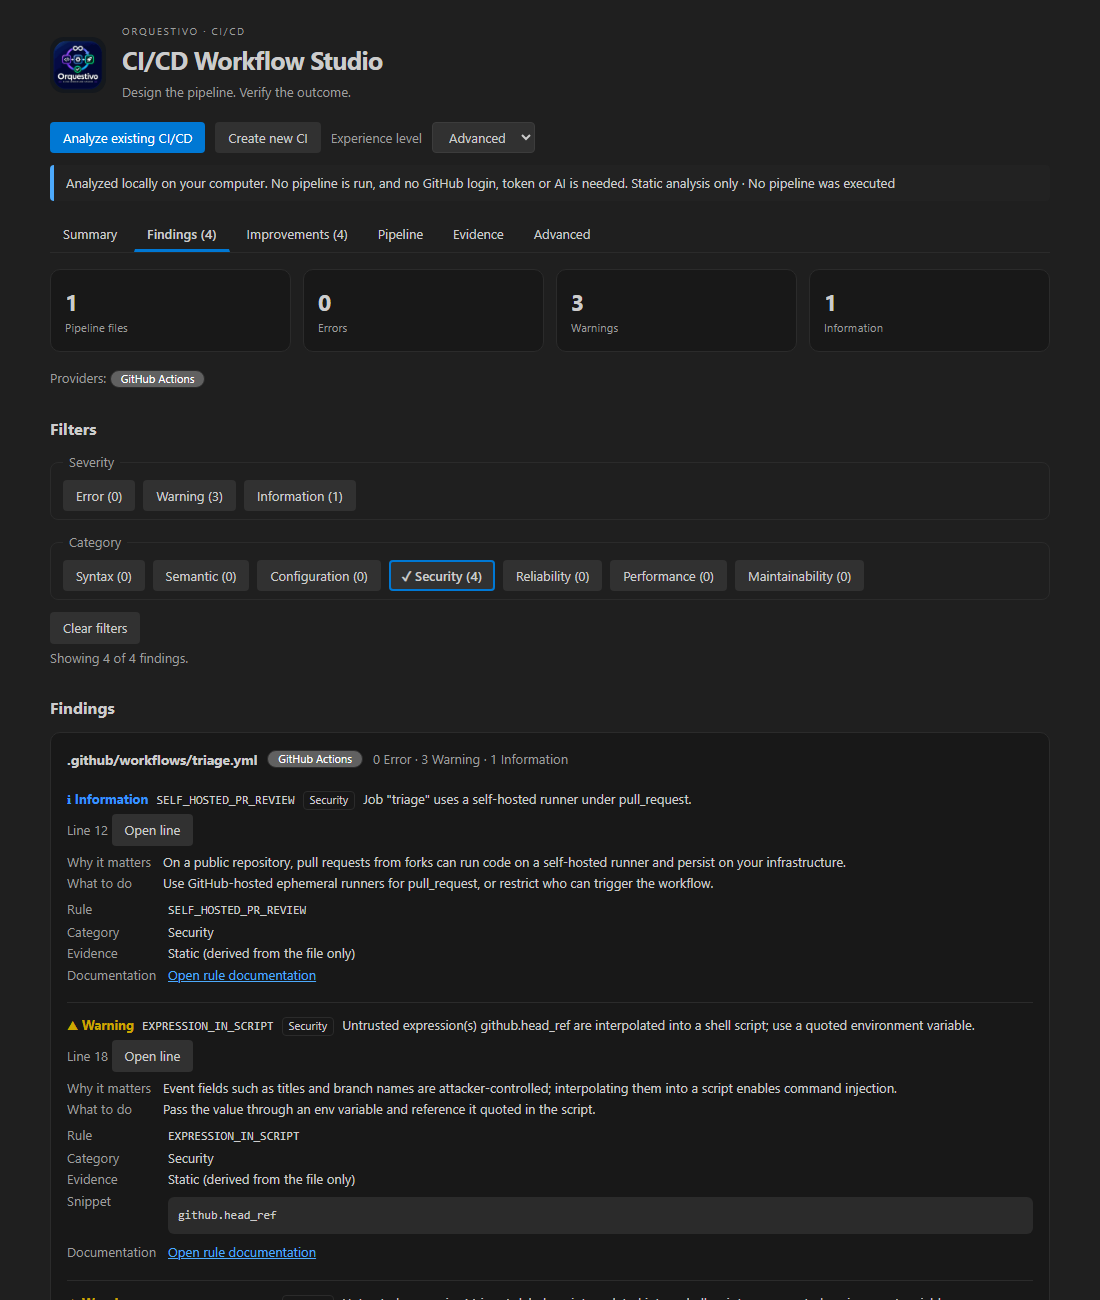 ORQUESTIVO · CI/CD
CI/CD Workflow Studio
Design the pipeline. Verify the outcome.
Orquestivo
Analyze existing CI/CD
Create new CI
Experience level
Advanced
Analyzed locally on your computer. No pipeline is run, and no GitHub login, token or AI is needed. Static analysis only · No pipeline was executed
Summary
Findings (4)
Improvements (4)
Pipeline
Evidence
Advanced
1
Pipeline files
0
Errors
3
Warnings
1
Information
Providers: GitHub Actions
Filters
Severity
Error (0)
Warning (3)
Information (1)
Category
Syntax (0)
Semantic (0)
Configuration (0)
✓ Security (4)
Reliability (0)
Performance (0)
Maintainability (0)
Clear filters
Showing 4 of 4 findings.
Findings
.github/workflows/triage.yml GitHub Actions 0 Error · 3 Warning · 1 Information
ℹ Information SELF_HOSTED_PR_REVIEW Security Job "triage" uses a self-hosted runner under pull_request.
Line 12 Open line
Why it matters On a public repository, pull requests from forks can run code on a self-hosted runner and persist on your infrastructure.
What to do Use GitHub-hosted ephemeral runners for pull_request, or restrict who can trigger the workflow.
Rule SELF_HOSTED_PR_REVIEW
Category Security
Evidence Static (derived from the file only)
Documentation Open rule documentation
▲ Warning EXPRESSION_IN_SCRIPT Security Untrusted expression(s) github.head_ref are interpolated into a shell script; use a quoted environment variable.
Line 18 Open line
Why it matters Event fields such as titles and branch names are attacker-controlled; interpolating them into a script enables command injection.
What to do Pass the value through an env variable and reference it quoted in the script.
Rule EXPRESSION_IN_SCRIPT
Category Security
Evidence Static (derived from the file only)
Snippet github.head_ref
Documentation Open rule documentation